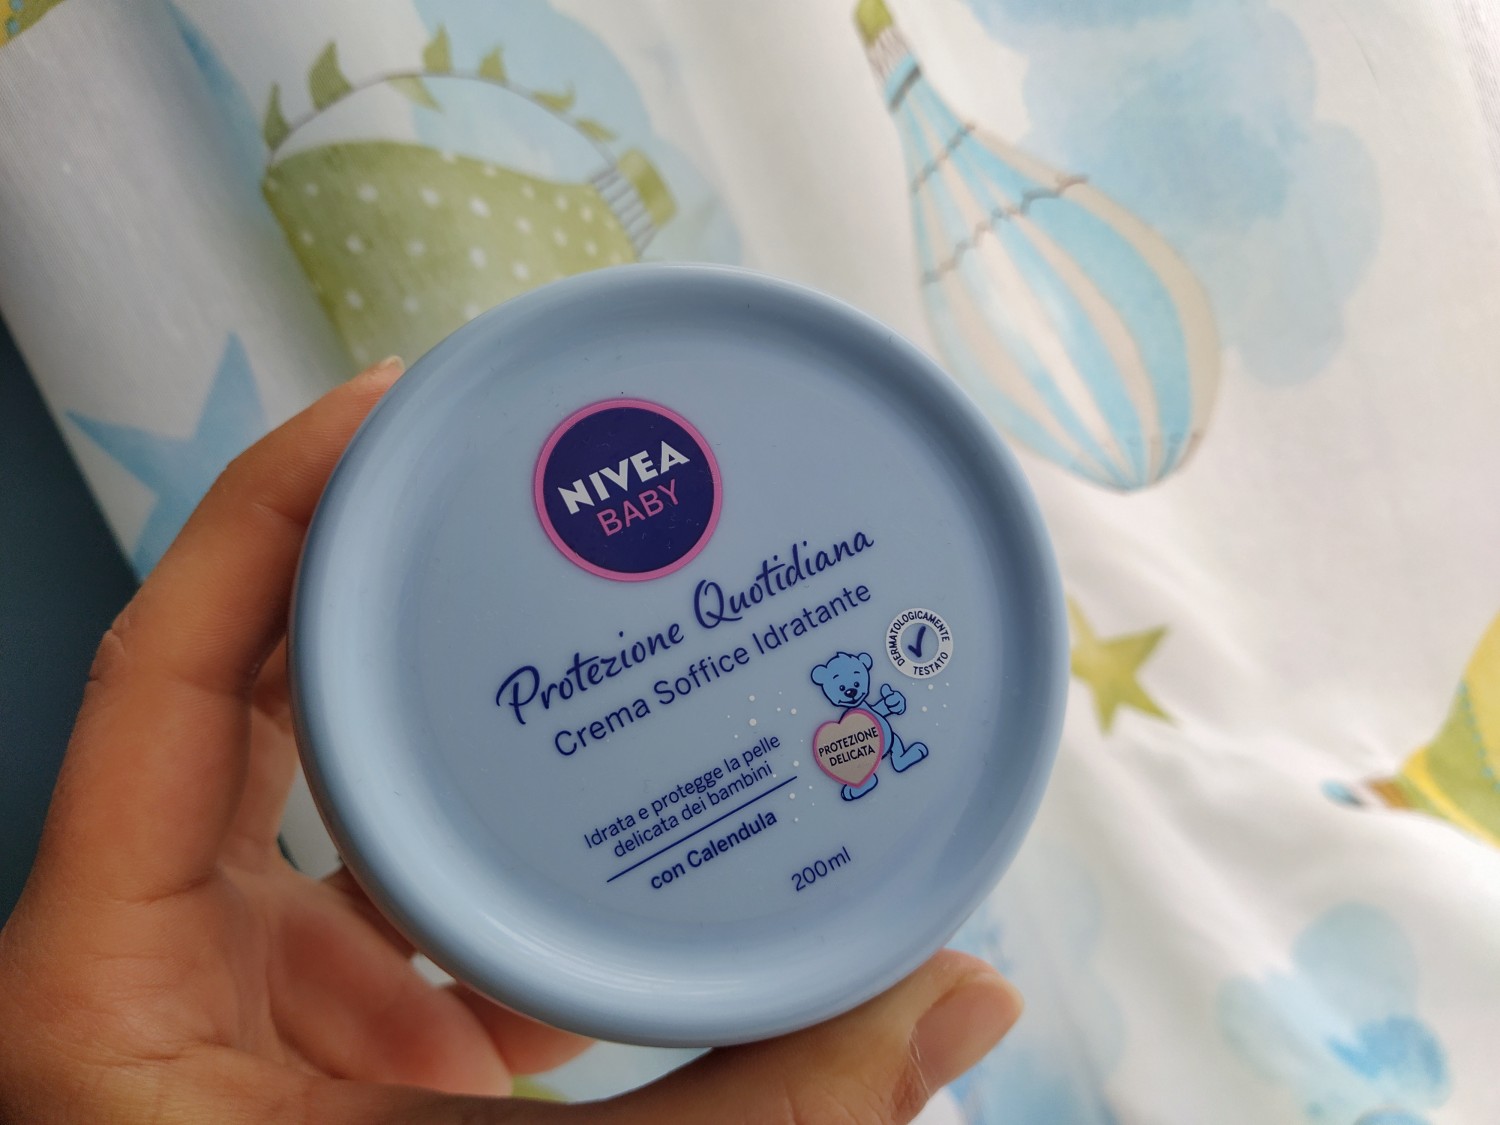 NIVEA
BABY
Protezione Quotidiana
Crema Soffice Idratante
DERMATOLOGICAMENTE
TESTATO
PROTEZIONE
DELICATA
Idrata e protegge la pelle
delicata dei bambini
con Calendula
200ml